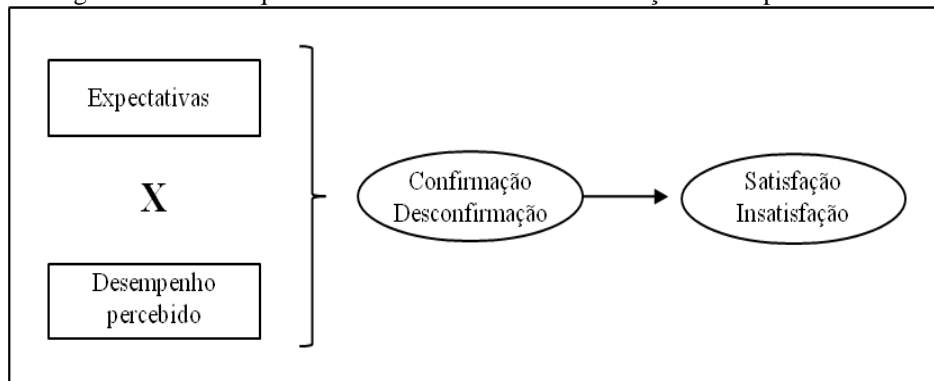 Expectativas
X
Desempenho
percebido
Confirmação
Desconfirmação
Satisfação
Insatisfação